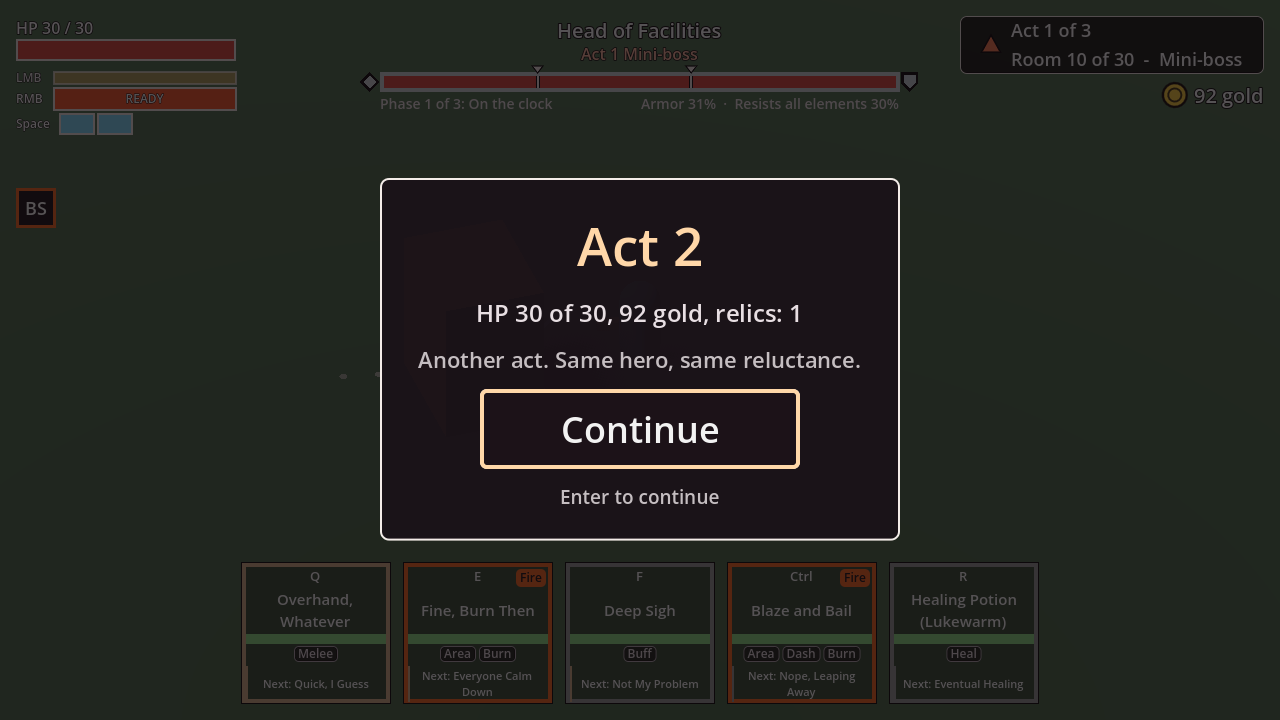 HP 30 / 30
LMB
RMB
READY
Space
BS
Head of Facilities
Act 1 Mini-boss
Phase 1 of 3: On the clock
Armor 31%  ·  Resists all elements 30%
Act 1 of 3
Room 10 of 30  -  Mini-boss
92 gold
Act 2
HP 30 of 30, 92 gold, relics: 1
Another act. Same hero, same reluctance.
Continue
Enter to continue
Q
Overhand,
Whatever
Melee
Next: Quick, I Guess
E
Fire
Fine, Burn Then
Area
Burn
Next: Everyone Calm
Down
F
Deep Sigh
Buff
Next: Not My Problem
Ctrl
Fire
Blaze and Bail
Area
Dash
Burn
Next: Nope, Leaping
Away
R
Healing Potion
(Lukewarm)
Heal
Next: Eventual Healing